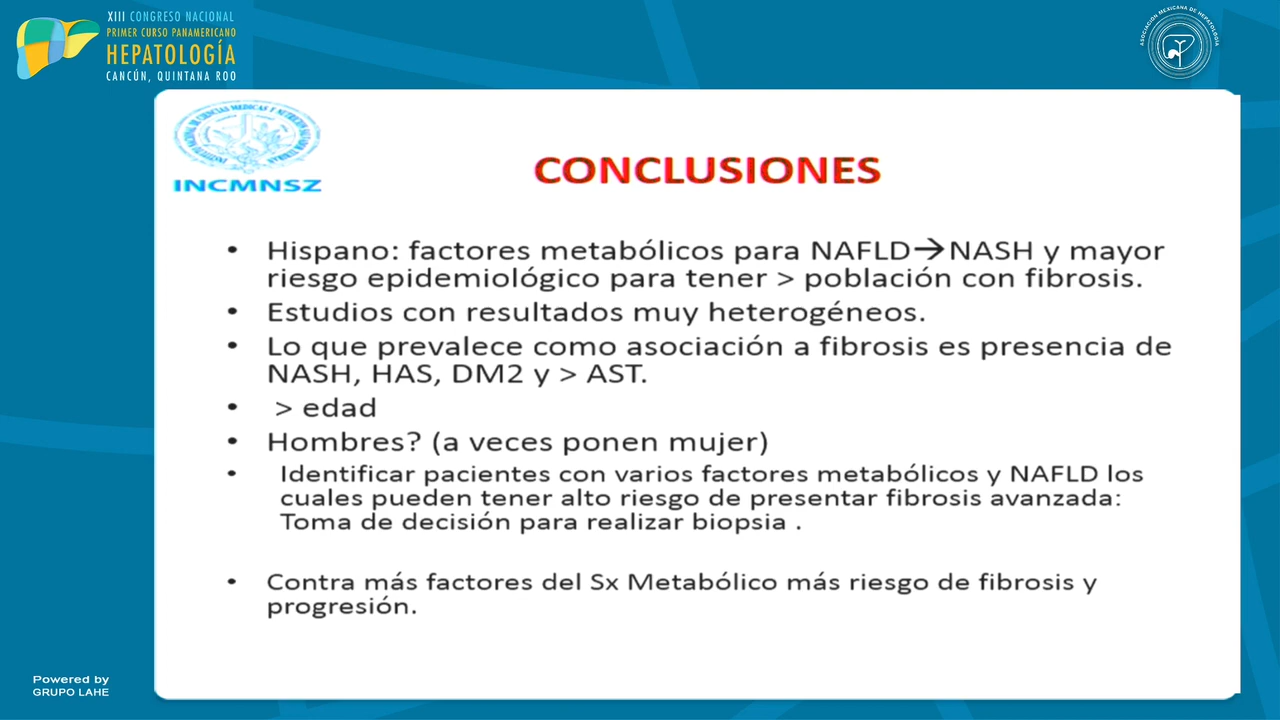 XIII CONGRESO NACIONAL
PRIMER CURSO PANAMERICANO
HEPATOLOGÍA
CANCÚN, QUINTANA ROO
ASOCIACIÓN MEXICANA DE HEPATOLOGÍA
INCMNSZ
CONCLUSIONES
• Hispano: factores metabólicos para NAFLD→NASH y mayor
riesgo epidemiológico para tener > población con fibrosis.
• Estudios con resultados muy heterogéneos.
• Lo que prevalece como asociación a fibrosis es presencia de
NASH, HAS, DM2 y > AST.
• > edad
• Hombres? (a veces ponen mujer)
• Identificar pacientes con varios factores metabólicos y NAFLD los
cuales pueden tener alto riesgo de presentar fibrosis avanzada:
Toma de decisión para realizar biopsia .
• Contra más factores del Sx Metabólico más riesgo de fibrosis y
progresión.
Powered by
GRUPO LAHE